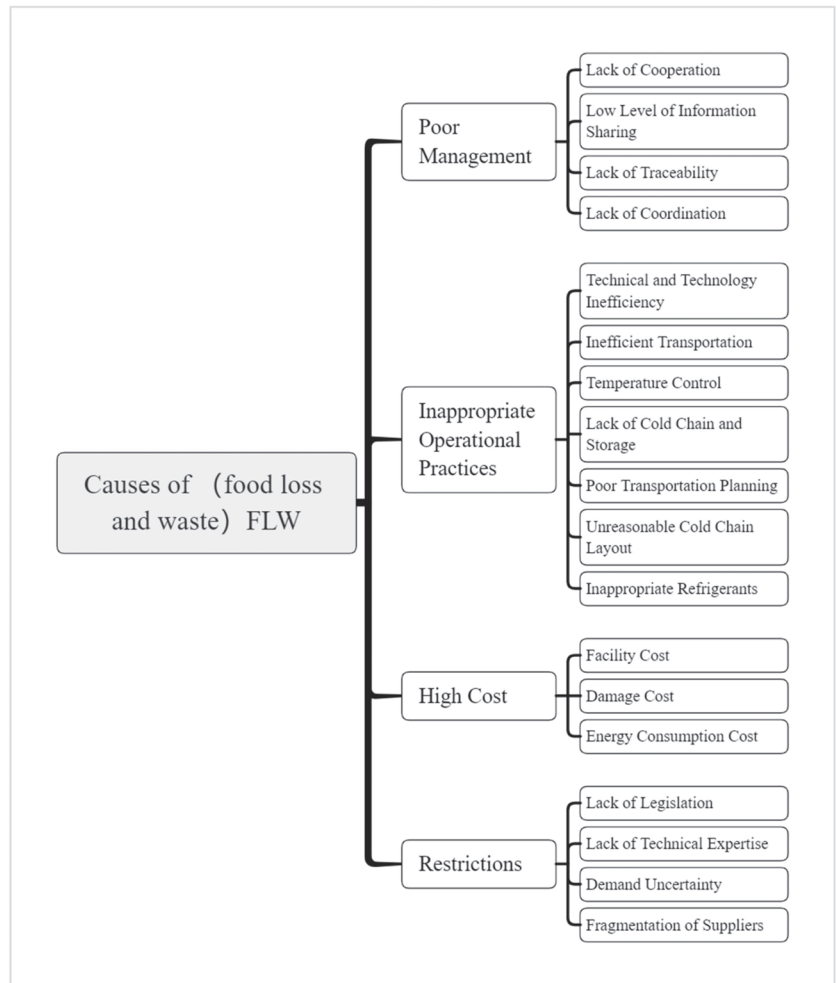 Causes of （food loss
and waste）FLW
Poor
Management
Lack of Cooperation
Low Level of Information
Sharing
Lack of Traceability
Lack of Coordination
Inappropriate
Operational
Practices
Technical and Technology
Inefficiency
Inefficient Transportation
Temperature Control
Lack of Cold Chain and
Storage
Poor Transportation Planning
Unreasonable Cold Chain
Layout
Inappropriate Refrigerants
High Cost
Facility Cost
Damage Cost
Energy Consumption Cost
Restrictions
Lack of Legislation
Lack of Technical Expertise
Demand Uncertainty
Fragmentation of Suppliers